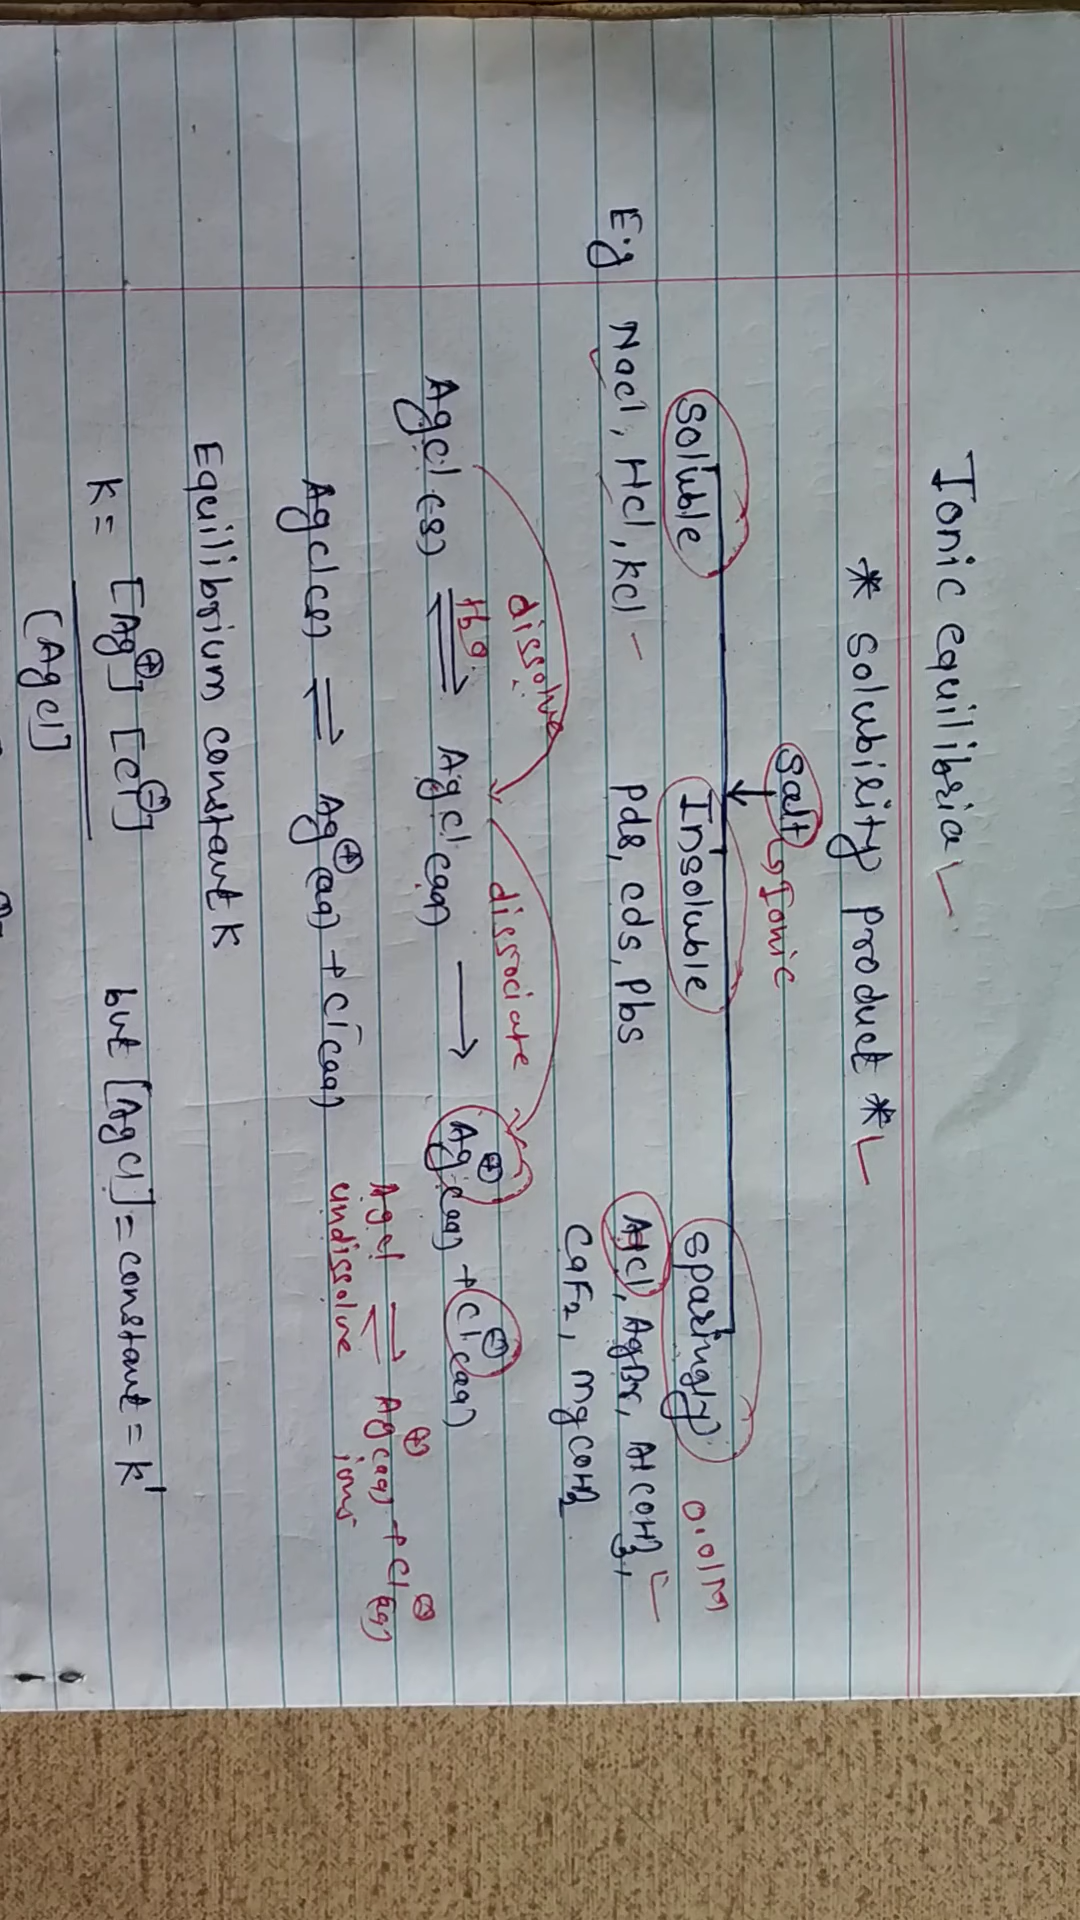 Ionic equilibria
* solubility product *
Salt → Ionic
Soluble Insoluble Sparingly 0.01M
E.g NaCl, HCl, KCl – Pds, cds, Pbs AgCl, AgBr, Al(OH)3,
CaF2, Mg(OH)2
dissolve dissociate
AgCl(s) ⇌ AgCl(aq) → Ag⊕(aq) + Cl⊖(aq)
H2O
AgCl ⇌ Ag⊕(aq) + Cl⊖(aq)
undissolve ions
AgCl(s) ⇌ Ag⊕(aq) + Cl⁻(aq)
Equilibrium constant K
K = [Ag⊕] [Cl⊖] but [AgCl] = constant = K'
[AgCl]